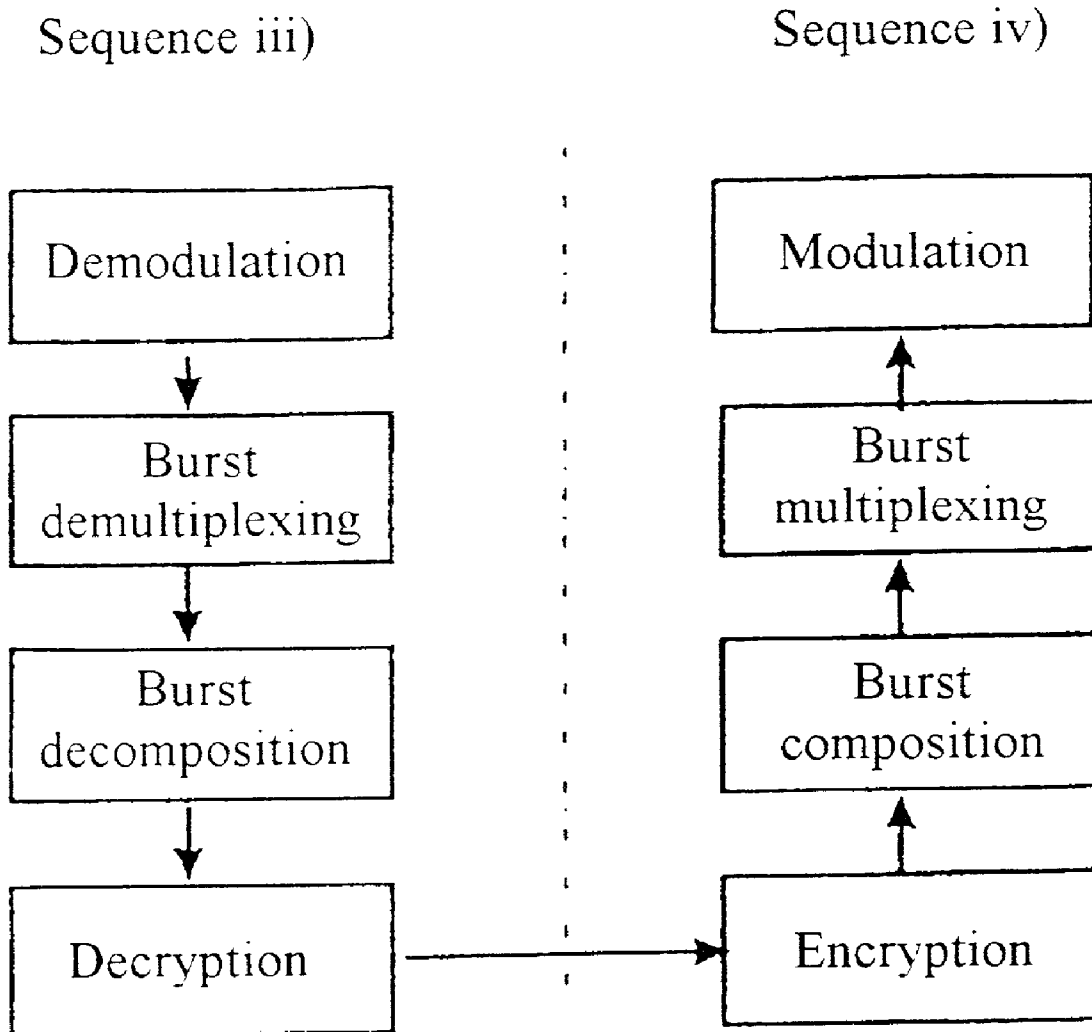 Sequence iii)
Sequence iv)
Demodulation
Burst
demultiplexing
Burst
decomposition
Decryption
Modulation
Burst
multiplexing
Burst
composition
Encryption